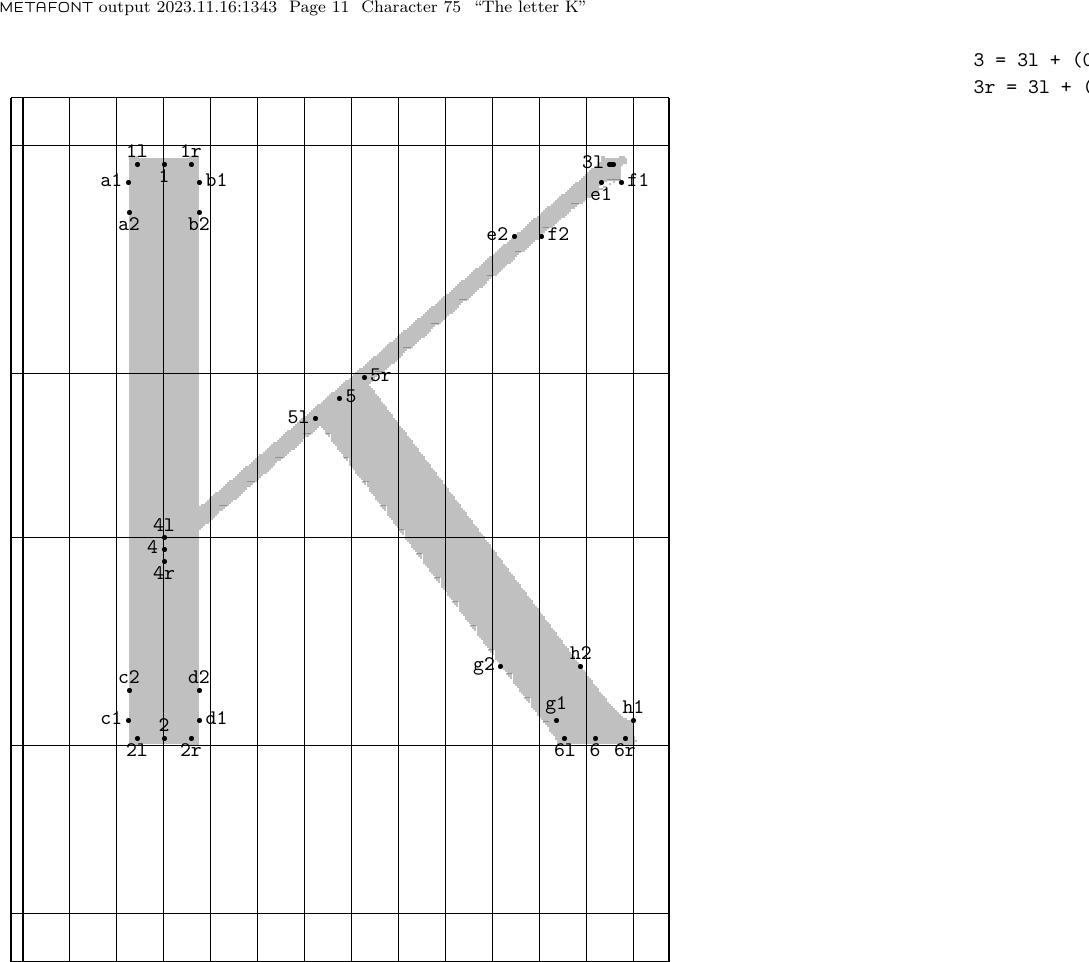 METAFONT output 2023.11.16:1343 Page 11 Character 75 “The letter K”
3 = 3l + (0
3r = 3l + (
1l 1r
1
3l
a1 b1 f1
e1
a2 b2
e2 f2
5r
5
5l
4l
4
4r
h2
g2
c2 d2
g1 h1
c1 2 d1
2l 2r 6l 6 6r